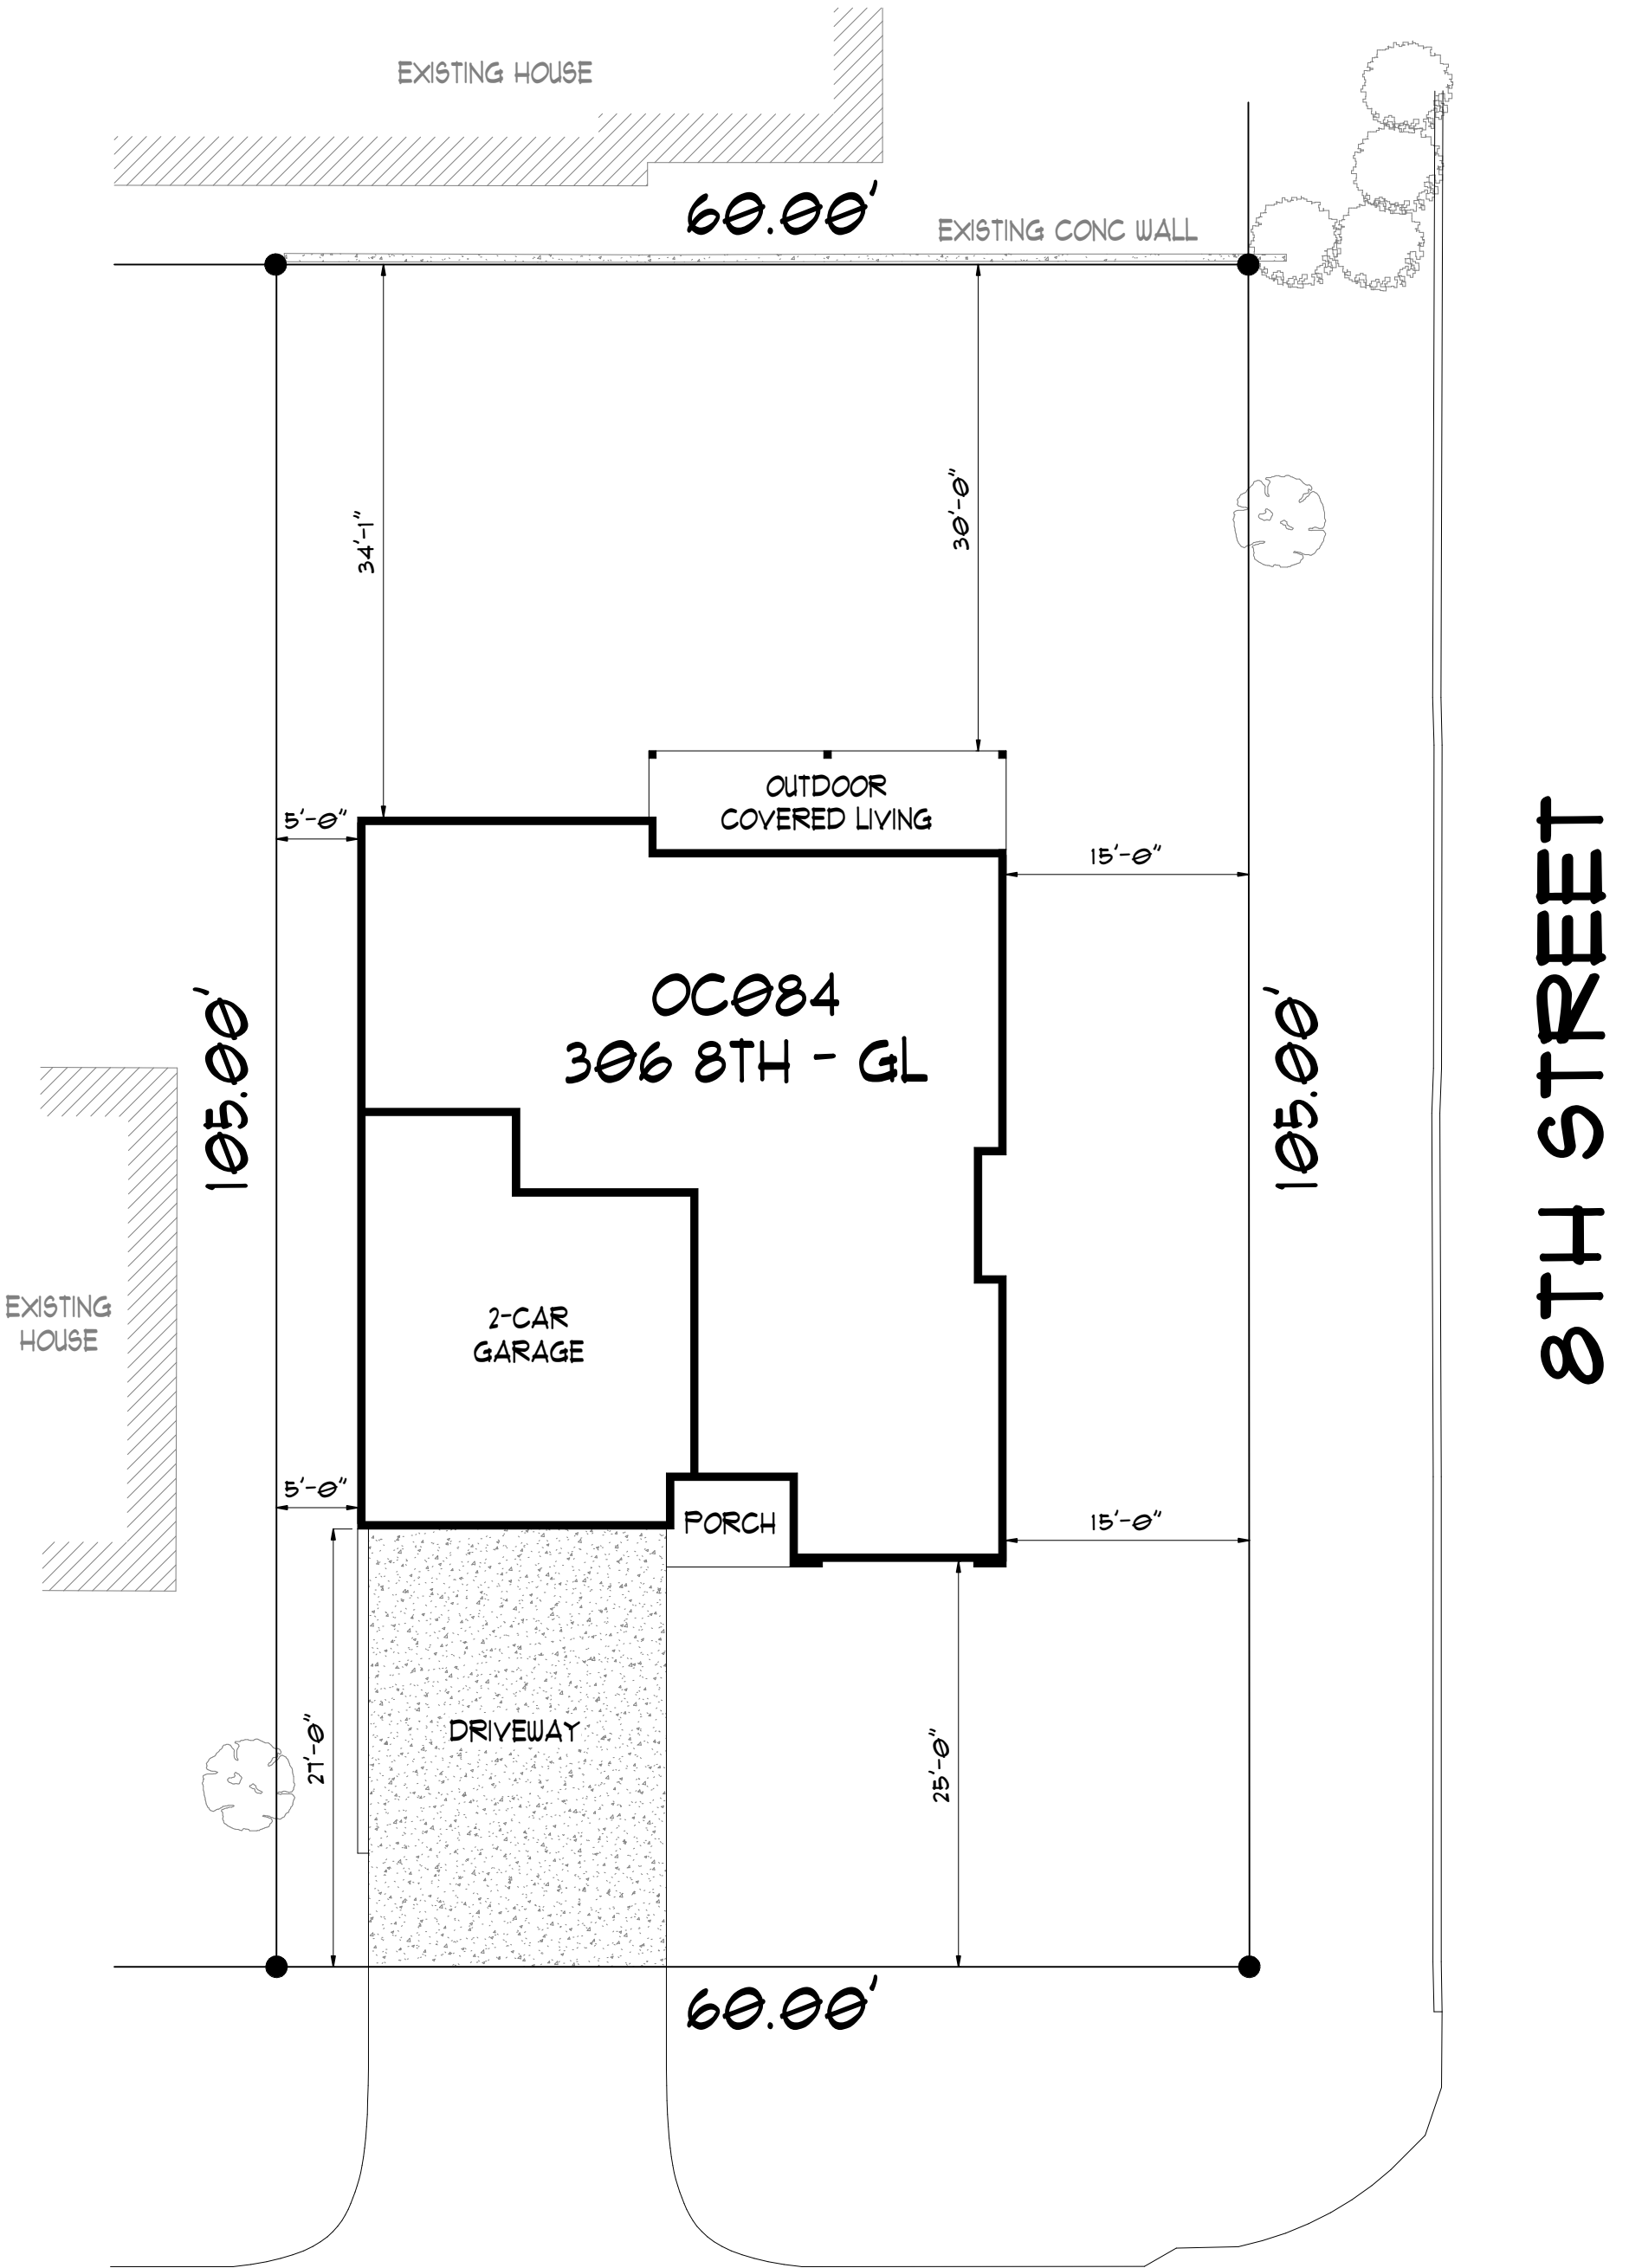 EXISTING HOUSE
60.00'
EXISTING CONC WALL
34'-1"
30'-0"
OUTDOOR
COVERED LIVING
5'-0"
15'-0"
OC084
306 8TH - GL
105.00'
105.00'
8TH STREET
EXISTING
HOUSE
2-CAR
GARAGE
5'-0"
PORCH
15'-0"
DRIVEWAY
27'-0"
25'-0"
60.00'